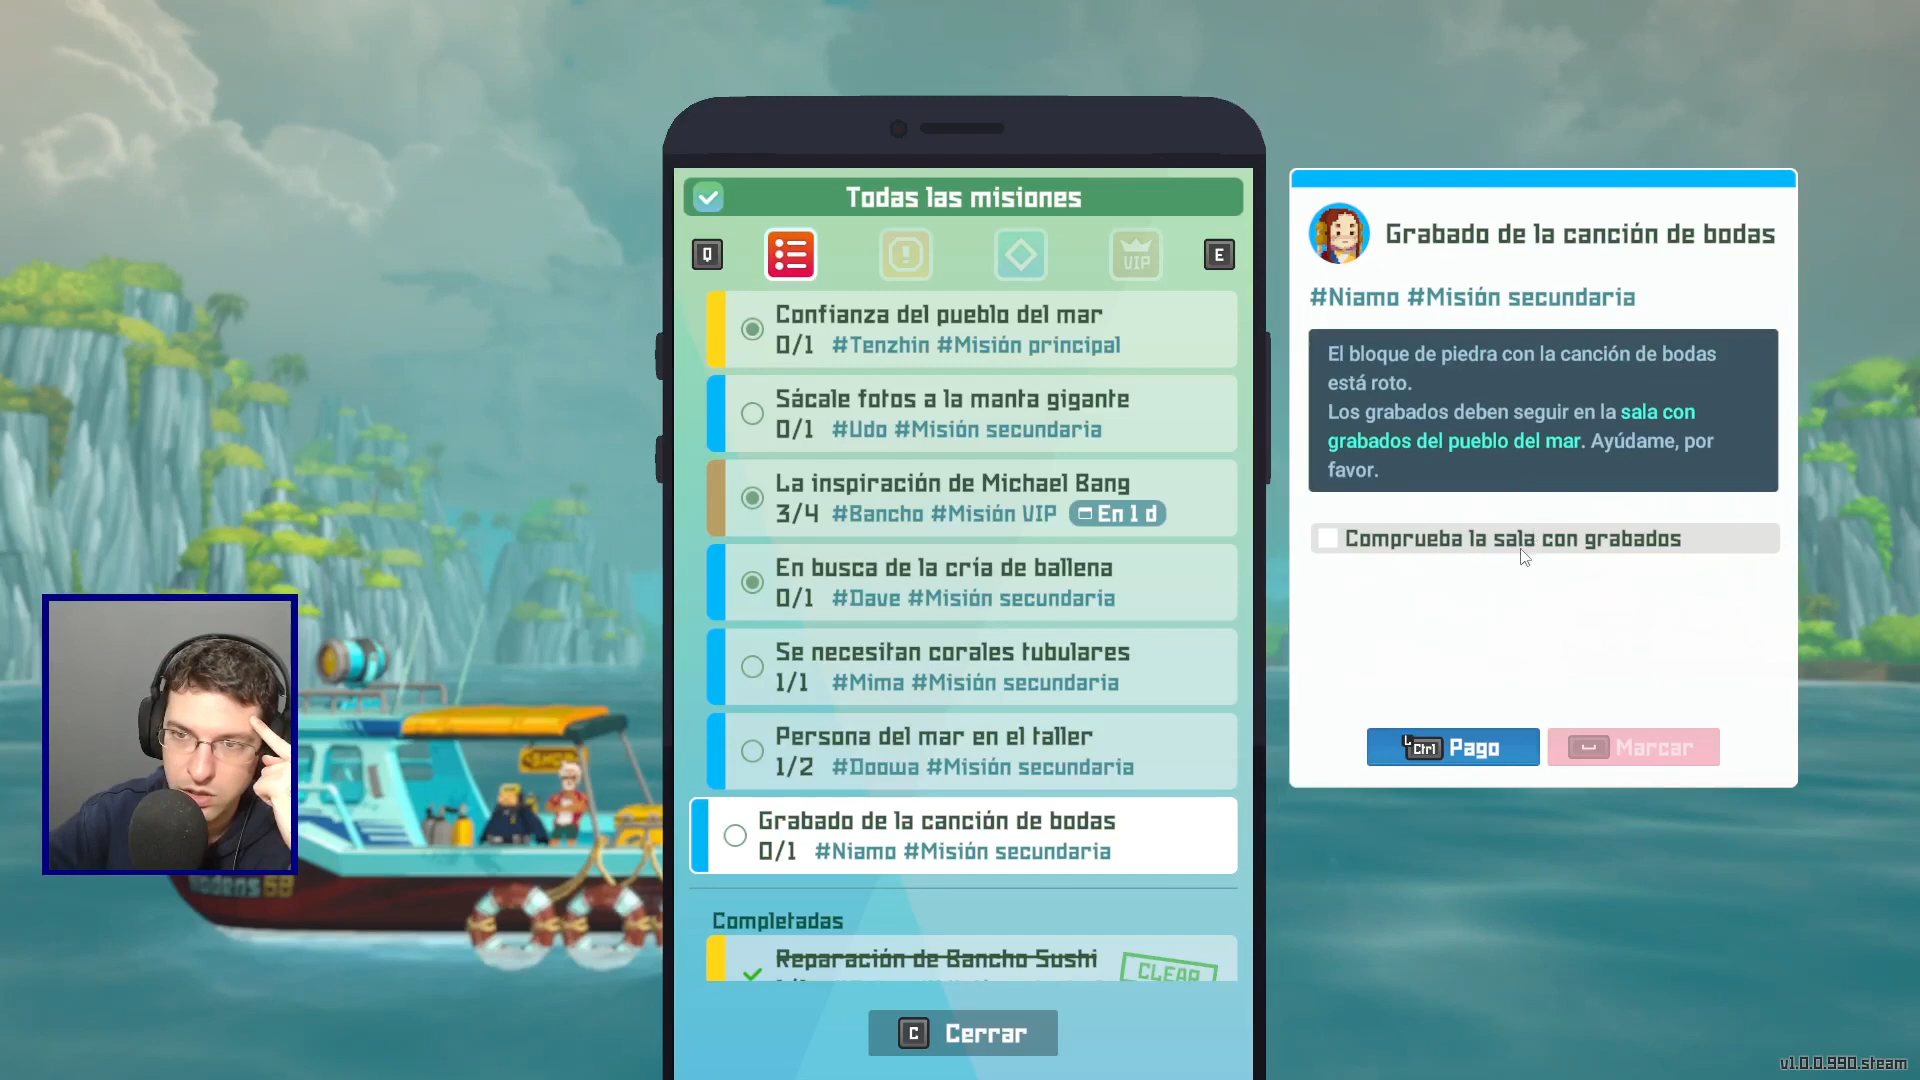 Todas las misiones
Q
VIP
E
Confianza del pueblo del mar
0/1 #Tenzhin #Misión principal
Sácale fotos a la manta gigante
0/1 #Udo #Misión secundaria
La inspiración de Michael Bang
3/4 #Bancho #Misión VIP En 1 d
En busca de la cría de ballena
0/1 #Dave #Misión secundaria
Se necesitan corales tubulares
1/1 #Mima #Misión secundaria
Persona del mar en el taller
1/2 #Doowa #Misión secundaria
Grabado de la canción de bodas
0/1 #Niamo #Misión secundaria
Completadas
Reparación de Bancho Sushi
CLEAR
C Cerrar
Grabado de la canción de bodas
#Niamo #Misión secundaria
El bloque de piedra con la canción de bodas
está roto.
Los grabados deben seguir en la sala con
grabados del pueblo del mar. Ayúdame, por
favor.
Comprueba la sala con grabados
L Ctrl Pago
Marcar
v1.0.0.990.steam